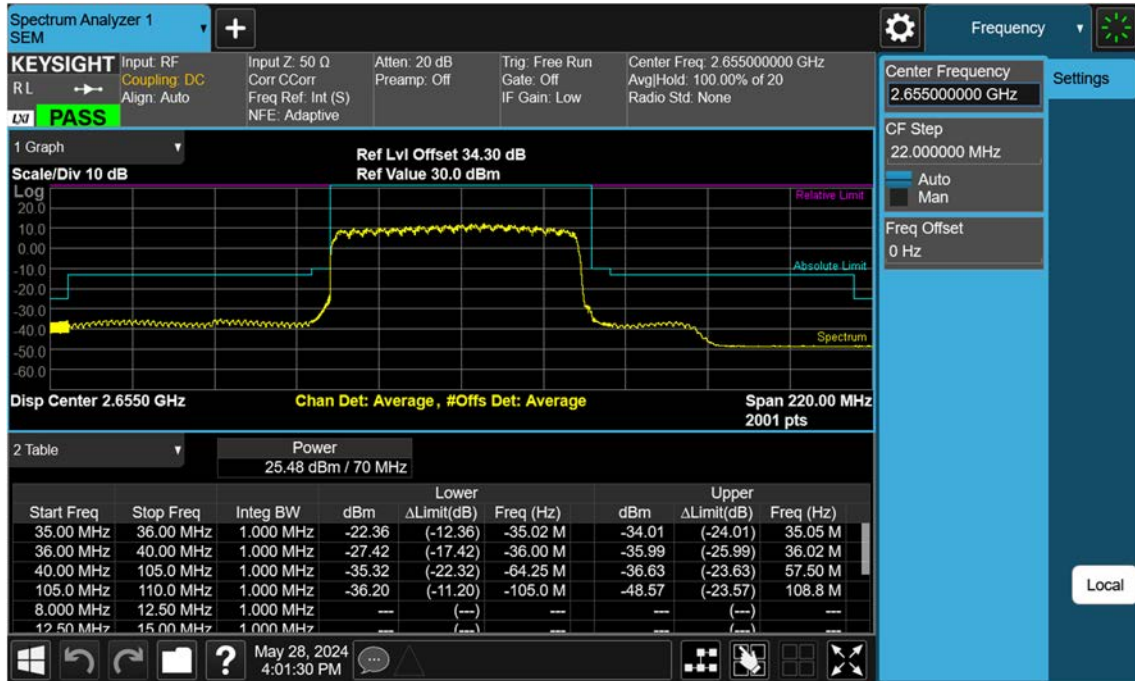 Spectrum Analyzer 1
SEM
Frequency
KEYSIGHT
RL
LXI
PASS
Input: RF
Coupling: DC
Align: Auto
Input Z: 50 Ω
Corr CCorr
Freq Ref: Int (S)
NFE: Adaptive
Atten: 20 dB
Preamp: Off
Trig: Free Run
Gate: Off
IF Gain: Low
Center Freq: 2.655000000 GHz
Avg|Hold: 100.00% of 20
Radio Std: None
Center Frequency
2.655000000 GHz
Settings
CF Step
22.000000 MHz
Auto
Man
Freq Offset
0 Hz
Local
1 Graph
Ref Lvl Offset 34.30 dB
Scale/Div 10 dB
Ref Value 30.0 dBm
Log
Relative Limit
20.0
10.0
0.00
-10.0
Absolute Limit
-20.0
-30.0
-40.0
Spectrum
-50.0
-60.0
Disp Center 2.6550 GHz
Chan Det: Average, #Offs Det: Average
Span 220.00 MHz
2001 pts
2 Table
Power
25.48 dBm / 70 MHz
Lower Upper
Start Freq Stop Freq Integ BW dBm ΔLimit(dB) Freq (Hz) dBm ΔLimit(dB) Freq (Hz)
35.00 MHz 36.00 MHz 1.000 MHz -22.36 (-12.36) -35.02 M -34.01 (-24.01) 35.05 M
36.00 MHz 40.00 MHz 1.000 MHz -27.42 (-17.42) -36.00 M -35.99 (-25.99) 36.02 M
40.00 MHz 105.0 MHz 1.000 MHz -35.32 (-22.32) -64.25 M -36.63 (-23.63) 57.50 M
105.0 MHz 110.0 MHz 1.000 MHz -36.20 (-11.20) -105.0 M -48.57 (-23.57) 108.8 M
8.000 MHz 12.50 MHz 1.000 MHz --- (---) --- --- (---) ---
12.50 MHz 15.00 MHz 1.000 MHz --- (---) --- --- (---) ---
?
May 28, 2024
4:01:30 PM